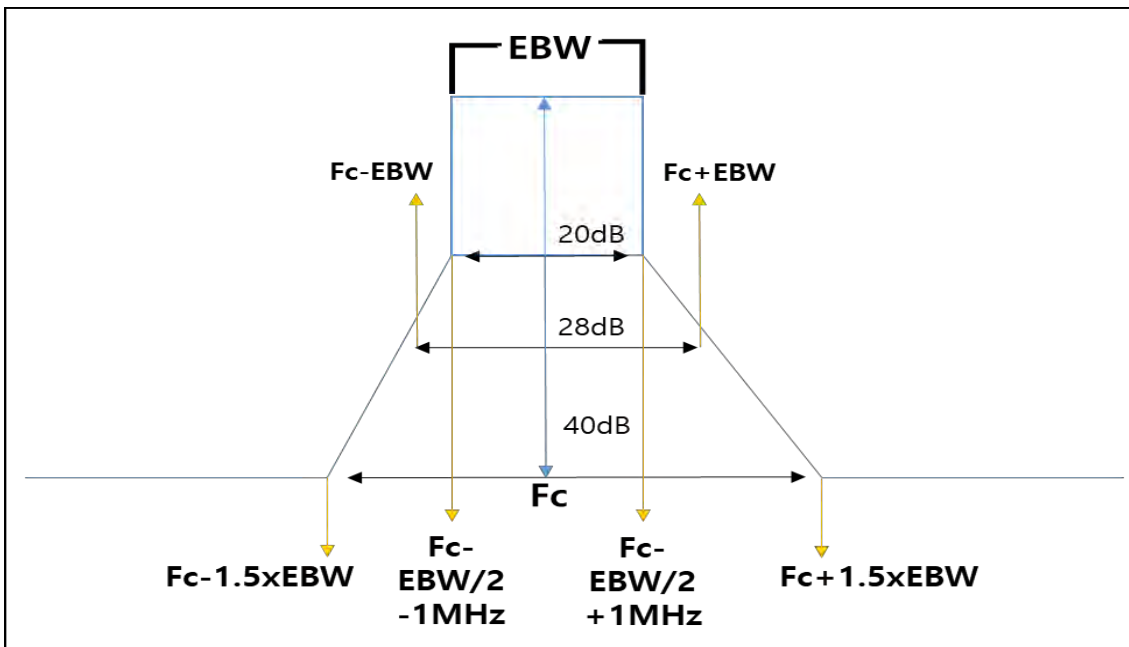 EBW
Fc-EBW
Fc+EBW
20dB
28dB
40dB
Fc
Fc-1.5xEBW
Fc-
EBW/2
-1MHz
Fc-
EBW/2
+1MHz
Fc+1.5xEBW